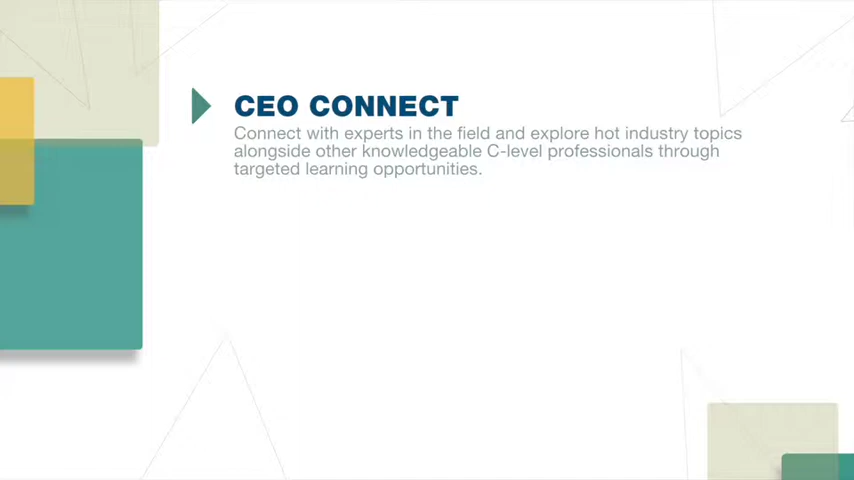 CEO CONNECT
Connect with experts in the field and explore hot industry topics
alongside other knowledgeable C-level professionals through
targeted learning opportunities.